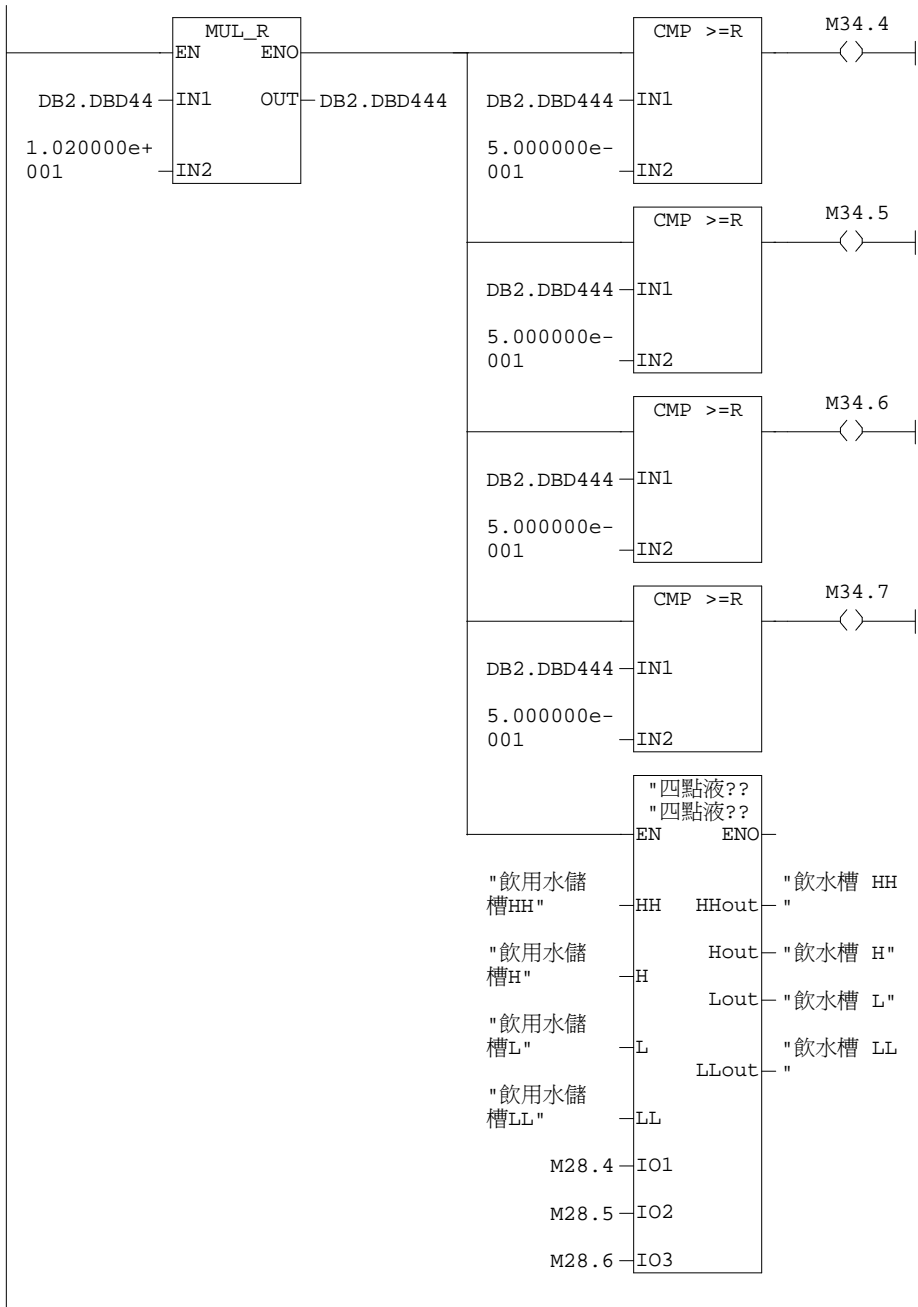 MUL_R
EN ENO
DB2.DBD44 IN1 OUT DB2.DBD444
1.020000e+
001 IN2
CMP >=R
M34.4
DB2.DBD444 IN1
5.000000e-
001 IN2
CMP >=R
M34.5
DB2.DBD444 IN1
5.000000e-
001 IN2
CMP >=R
M34.6
DB2.DBD444 IN1
5.000000e-
001 IN2
CMP >=R
M34.7
DB2.DBD444 IN1
5.000000e-
001 IN2
"四點液??
"四點液??
EN ENO
"飲用水儲
槽HH" HH HHout "飲水槽 HH
"
"飲用水儲
槽H" H Hout "飲水槽 H"
"飲用水儲
槽L" L Lout "飲水槽 L"
"飲用水儲
槽LL" LL LLout "飲水槽 LL
"
M28.4 IO1
M28.5 IO2
M28.6 IO3